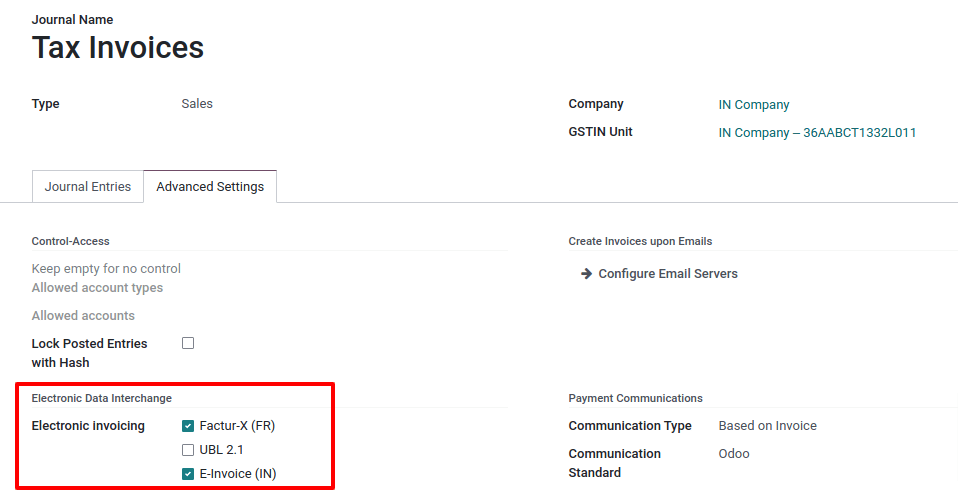 Journal Name
Tax Invoices
Type Sales
Company IN Company
GSTIN Unit IN Company – 36AABCT1332L011
Journal Entries Advanced Settings
Control-Access
Keep empty for no control
Allowed account types
Allowed accounts
Lock Posted Entries
with Hash
Create Invoices upon Emails
Configure Email Servers
Electronic Data Interchange
Electronic invoicing Factur-X (FR)
UBL 2.1
E-Invoice (IN)
Payment Communications
Communication Type Based on Invoice
Communication Odoo
Standard